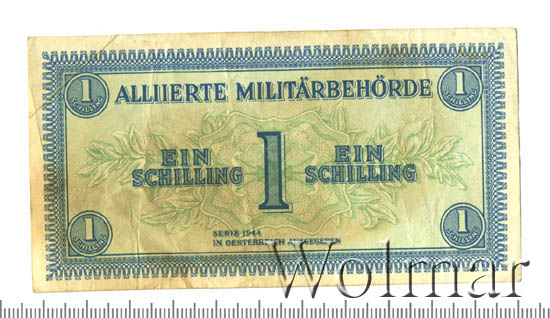 1 SCHILLING
1 SCHILLING
ALLIIERTE MILITÄRBEHÖRDE
EIN SCHILLING
1
EIN SCHILLING
SERIE 1944
IN OESTERREICH AUSGEGEBEN
1 SCHILLING
1 SCHILLING
Wolmar